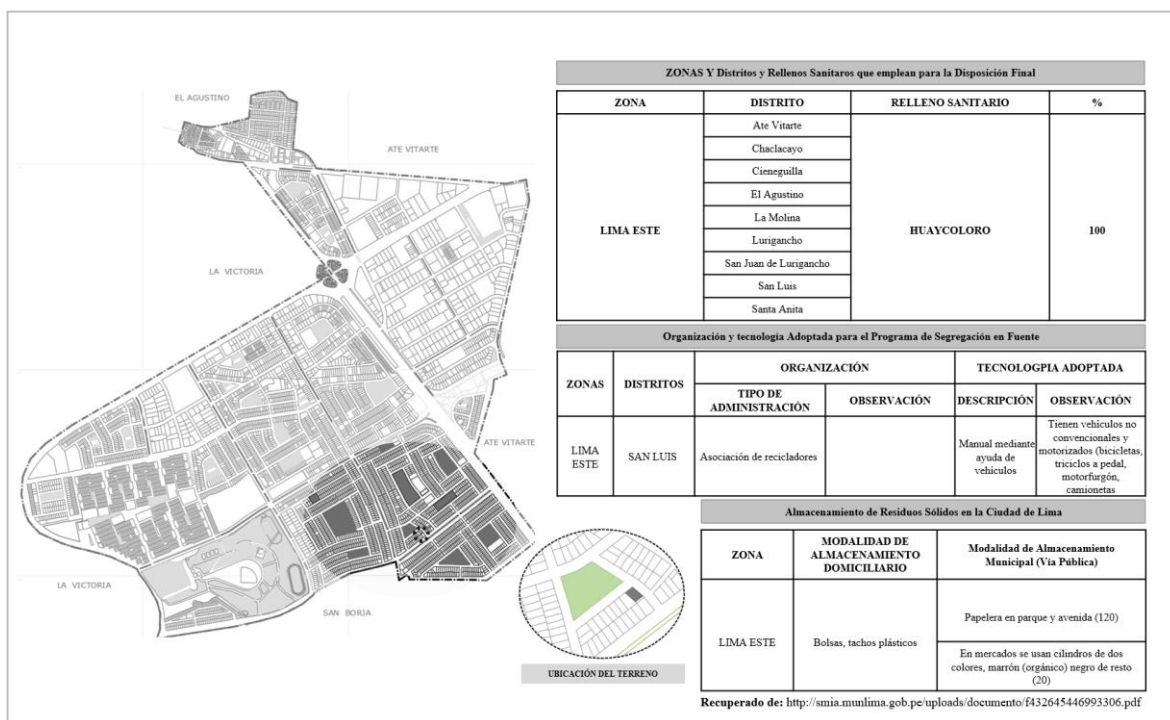 EL AGUSTINO
ATE VITARTE
LA VICTORIA
ATE VITARTE
LA VICTORIA
SAN BORJA
ZONAS Y Distritos y Rellenos Sanitaros que emplean para la Disposición Final
ZONA DISTRITO RELLENO SANITARIO %
LIMA ESTE
Ate Vitarte
Chaclacayo
Cieneguilla
El Agustino
La Molina
Lurigancho
San Juan de Lurigancho
San Luis
Santa Anita
HUAYCOLORO
100
Organización y tecnología Adoptada para el Programa de Segregación en Fuente
ZONAS DISTRITOS ORGANIZACIÓN TECNOLOGPIA ADOPTADA
TIPO DE
ADMINISTRACIÓN
OBSERVACIÓN
DESCRIPCIÓN
OBSERVACIÓN
LIMA
ESTE
SAN LUIS
Asociación de recicladores
Manual mediante
ayuda de
vehículos
Tienen vehículos no
convencionales y
motorizados (bicicletas,
triciclos a pedal,
motorfurgón,
camionetas
Almacenamiento de Residuos Sólidos en la Ciudad de Lima
ZONA
MODALIDAD DE
ALMACENAMIENTO
DOMICILIARIO
Modalidad de Almacenamiento
Municipal (Vía Pública)
LIMA ESTE
Bolsas, tachos plásticos
Papelera en parque y avenida (120)
En mercados se usan cilindros de dos
colores, marrón (orgánico) negro de resto
(20)
UBICACIÓN DEL TERRENO
Recuperado de: http://smia.munlima.gob.pe/uploads/documento/f432645446993306.pdf